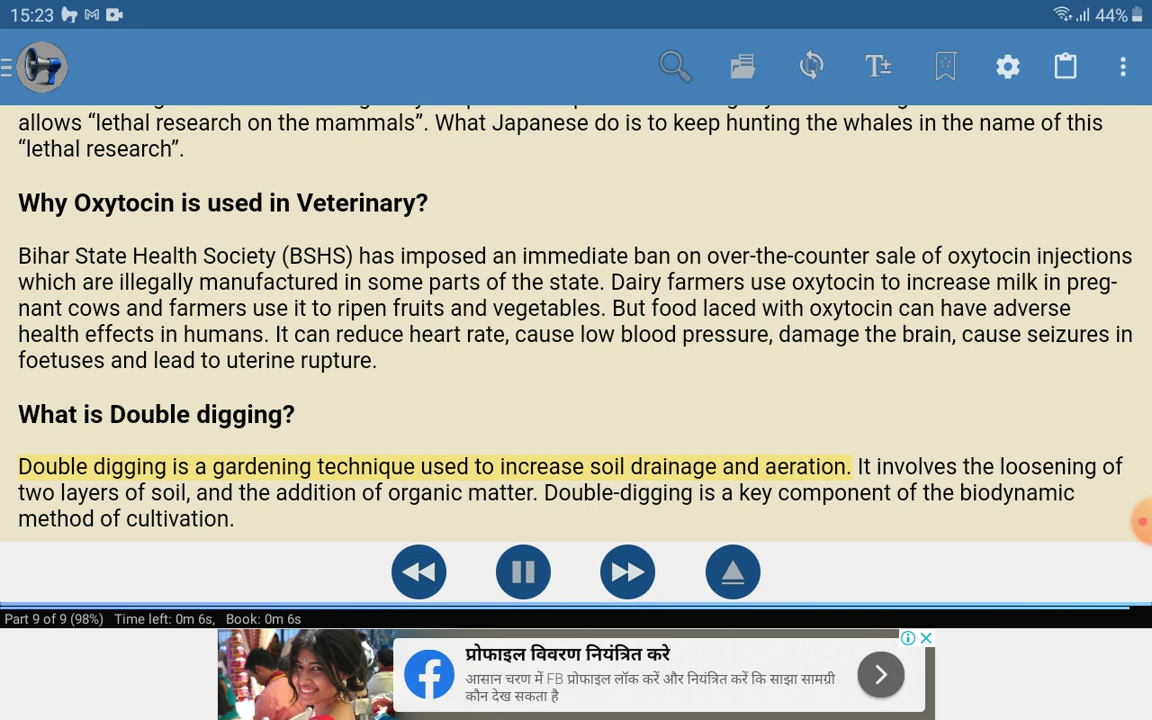 15:23
44%
T±
allows “lethal research on the mammals”. What Japanese do is to keep hunting the whales in the name of this
“lethal research”.
Why Oxytocin is used in Veterinary?
Bihar State Health Society (BSHS) has imposed an immediate ban on over-the-counter sale of oxytocin injections
which are illegally manufactured in some parts of the state. Dairy farmers use oxytocin to increase milk in preg-
nant cows and farmers use it to ripen fruits and vegetables. But food laced with oxytocin can have adverse
health effects in humans. It can reduce heart rate, cause low blood pressure, damage the brain, cause seizures in
foetuses and lead to uterine rupture.
What is Double digging?
Double digging is a gardening technique used to increase soil drainage and aeration. It involves the loosening of
two layers of soil, and the addition of organic matter. Double-digging is a key component of the biodynamic
method of cultivation.
Part 9 of 9 (98%) Time left: 0m 6s, Book: 0m 6s
प्रोफाइल विवरण नियंत्रित करे
आसान चरण में FB प्रोफाइल लॉक करें और नियंत्रित करें कि साझा सामग्री
कौन देख सकता है